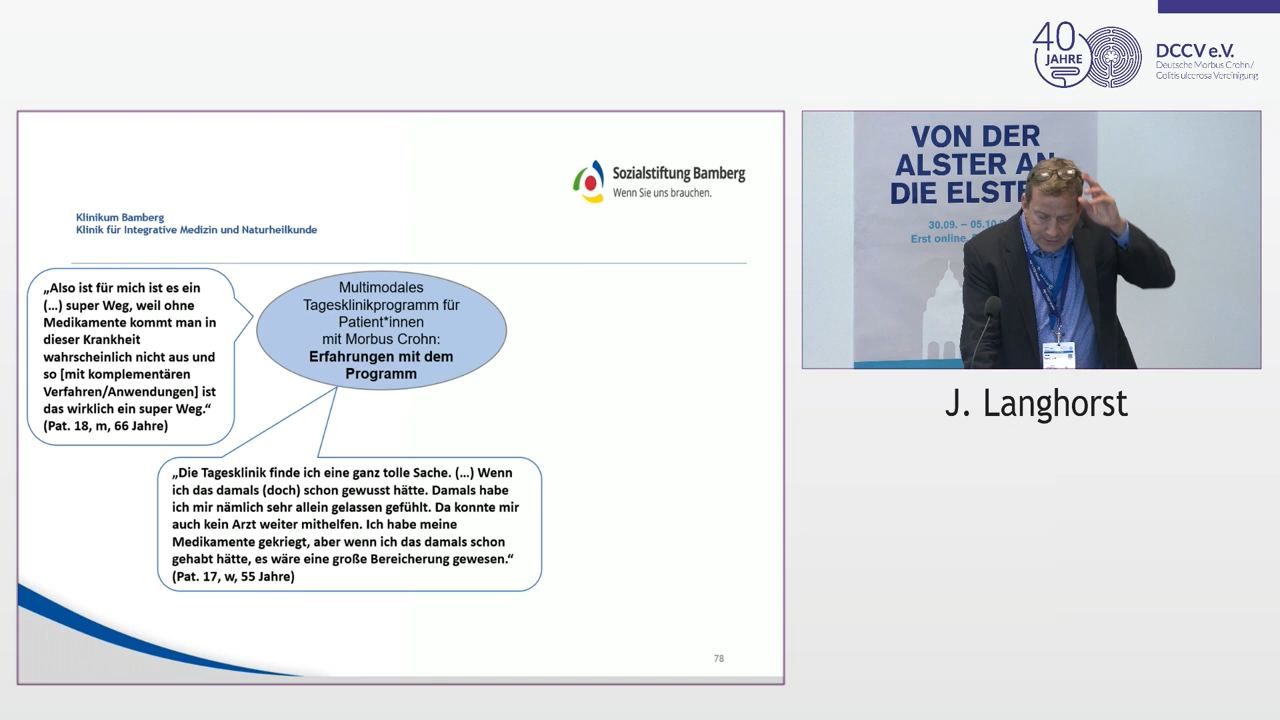 40
JAHRE
DCCV e.V.
Deutsche Morbus Crohn /
Colitis ulcerosa Vereinigung
Sozialstiftung Bamberg
Wenn Sie uns brauchen.
Klinikum Bamberg
Klinik für Integrative Medizin und Naturheilkunde
„Also ist für mich ist es ein
(...) super Weg, weil ohne
Medikamente kommt man in
dieser Krankheit
wahrscheinlich nicht aus und
so [mit komplementären
Verfahren/Anwendungen] ist
das wirklich ein super Weg.“
(Pat. 18, m, 66 Jahre)
Multimodales
Tagesklinikprogramm für
Patient*innen
mit Morbus Crohn:
Erfahrungen mit dem
Programm
„Die Tagesklinik finde ich eine ganz tolle Sache. (...) Wenn
ich das damals (doch) schon gewusst hätte. Damals habe
ich mir nämlich sehr allein gelassen gefühlt. Da konnte mir
auch kein Arzt weiter mithelfen. Ich habe meine
Medikamente gekriegt, aber wenn ich das damals schon
gehabt hätte, es wäre eine große Bereicherung gewesen.“
(Pat. 17, w, 55 Jahre)
78
VON DER
ALSTER AN
DIE ELSTE
30.09. – 05.10
Erst online,
J. Langhorst